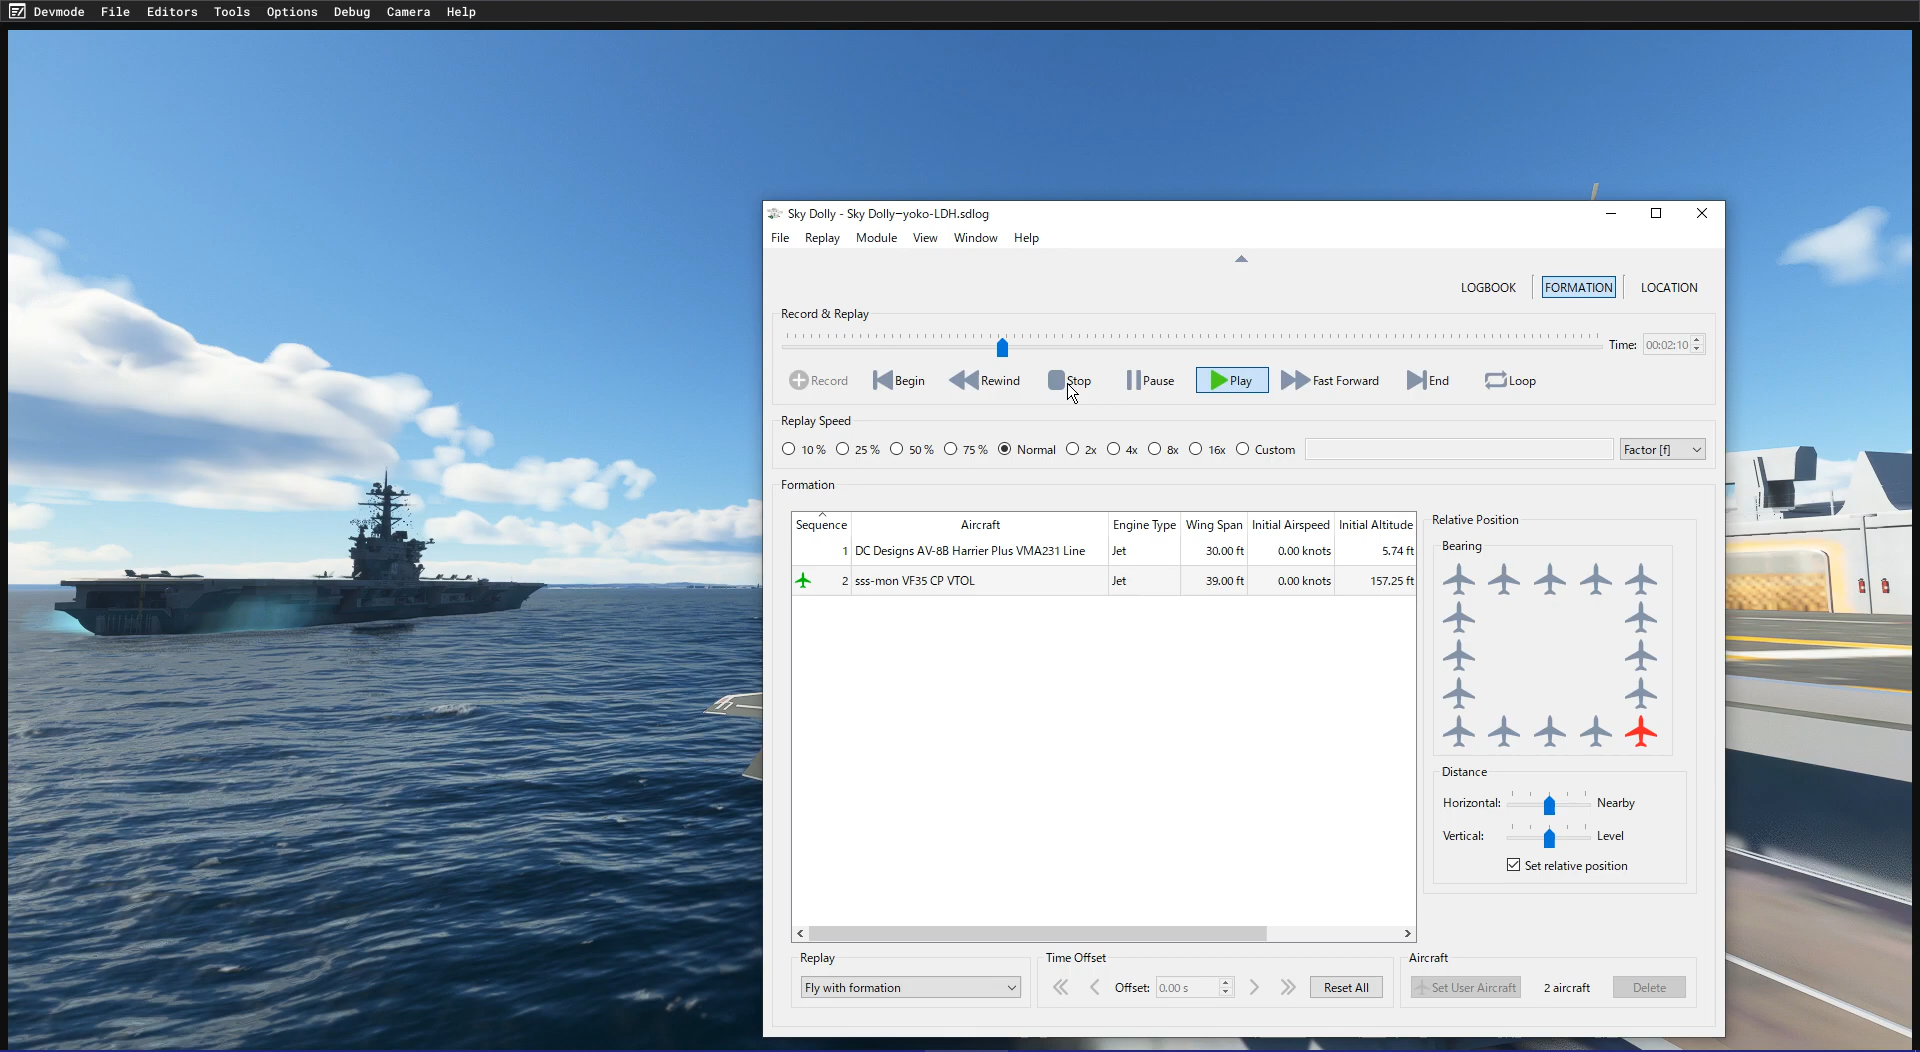 Devmode File Editors Tools Options Debug Camera Help
Sky Dolly - Sky Dolly−yoko-LDH.sdlog
File Replay Module View Window Help
LOGBOOK FORMATION LOCATION
Record & Replay
Time: 00:02:10
Record Begin Rewind Stop Pause Play Fast Forward End Loop
Replay Speed
10 % 25 % 50 % 75 % Normal 2x 4x 8x 16x Custom Factor [f]
Formation
Sequence Aircraft Engine Type Wing Span Initial Airspeed Initial Altitude
1 DC Designs AV-8B Harrier Plus VMA231 Line Jet 30.00 ft 0.00 knots 5.74 ft
2 sss-mon VF35 CP VTOL Jet 39.00 ft 0.00 knots 157.25 ft
Relative Position
Bearing
Distance
Horizontal: Nearby
Vertical: Level
Set relative position
Replay
Fly with formation
Time Offset
Offset: 0.00 s Reset All
Aircraft
Set User Aircraft 2 aircraft Delete